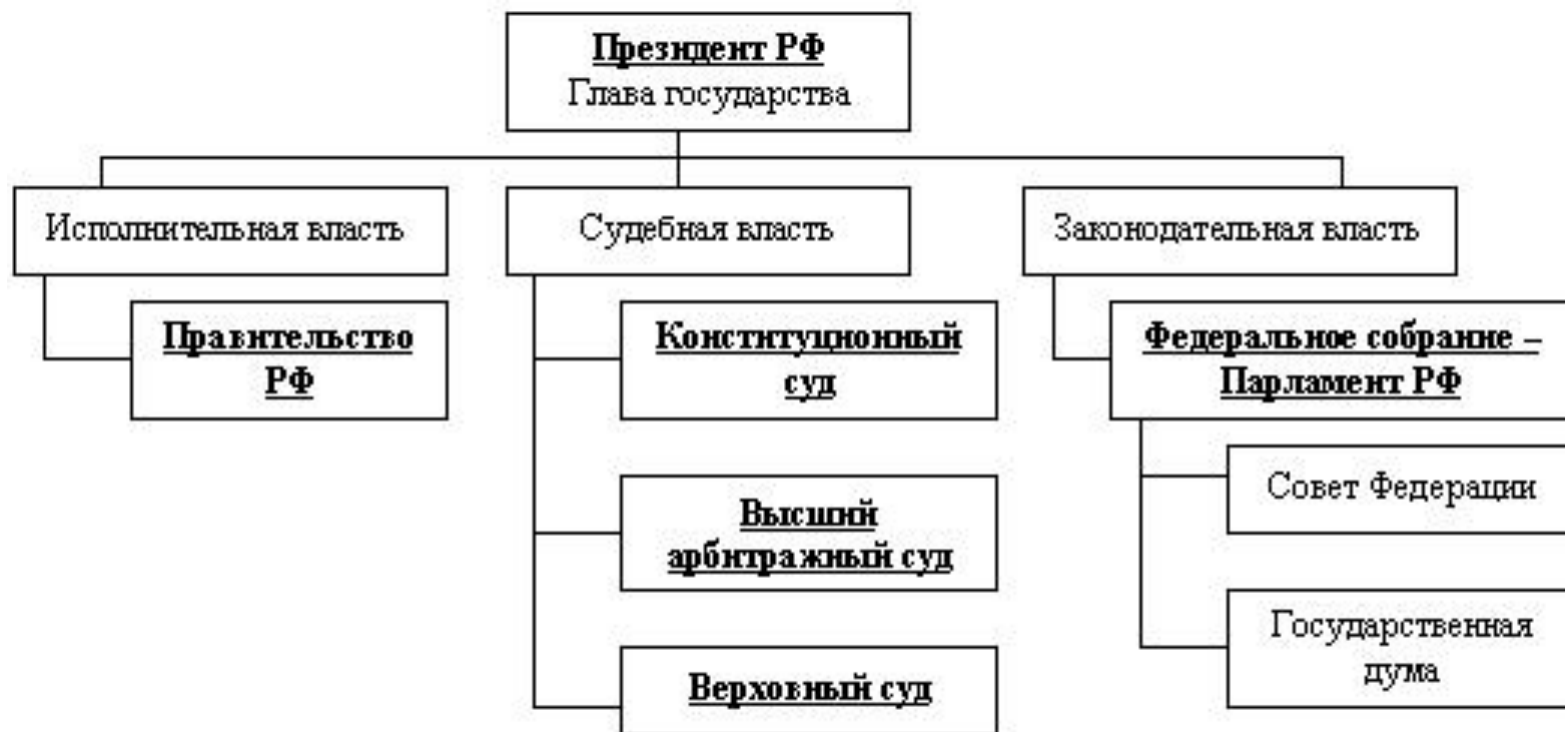 Президент РФ
Глава государства
Исполнительная власть
Судебная власть
Законодательная власть
Правительство
РФ
Конституционный
суд
Федеральное собрание –
Парламент РФ
Высший
арбитражный суд
Совет Федерации
Верховный суд
Государственная
дума